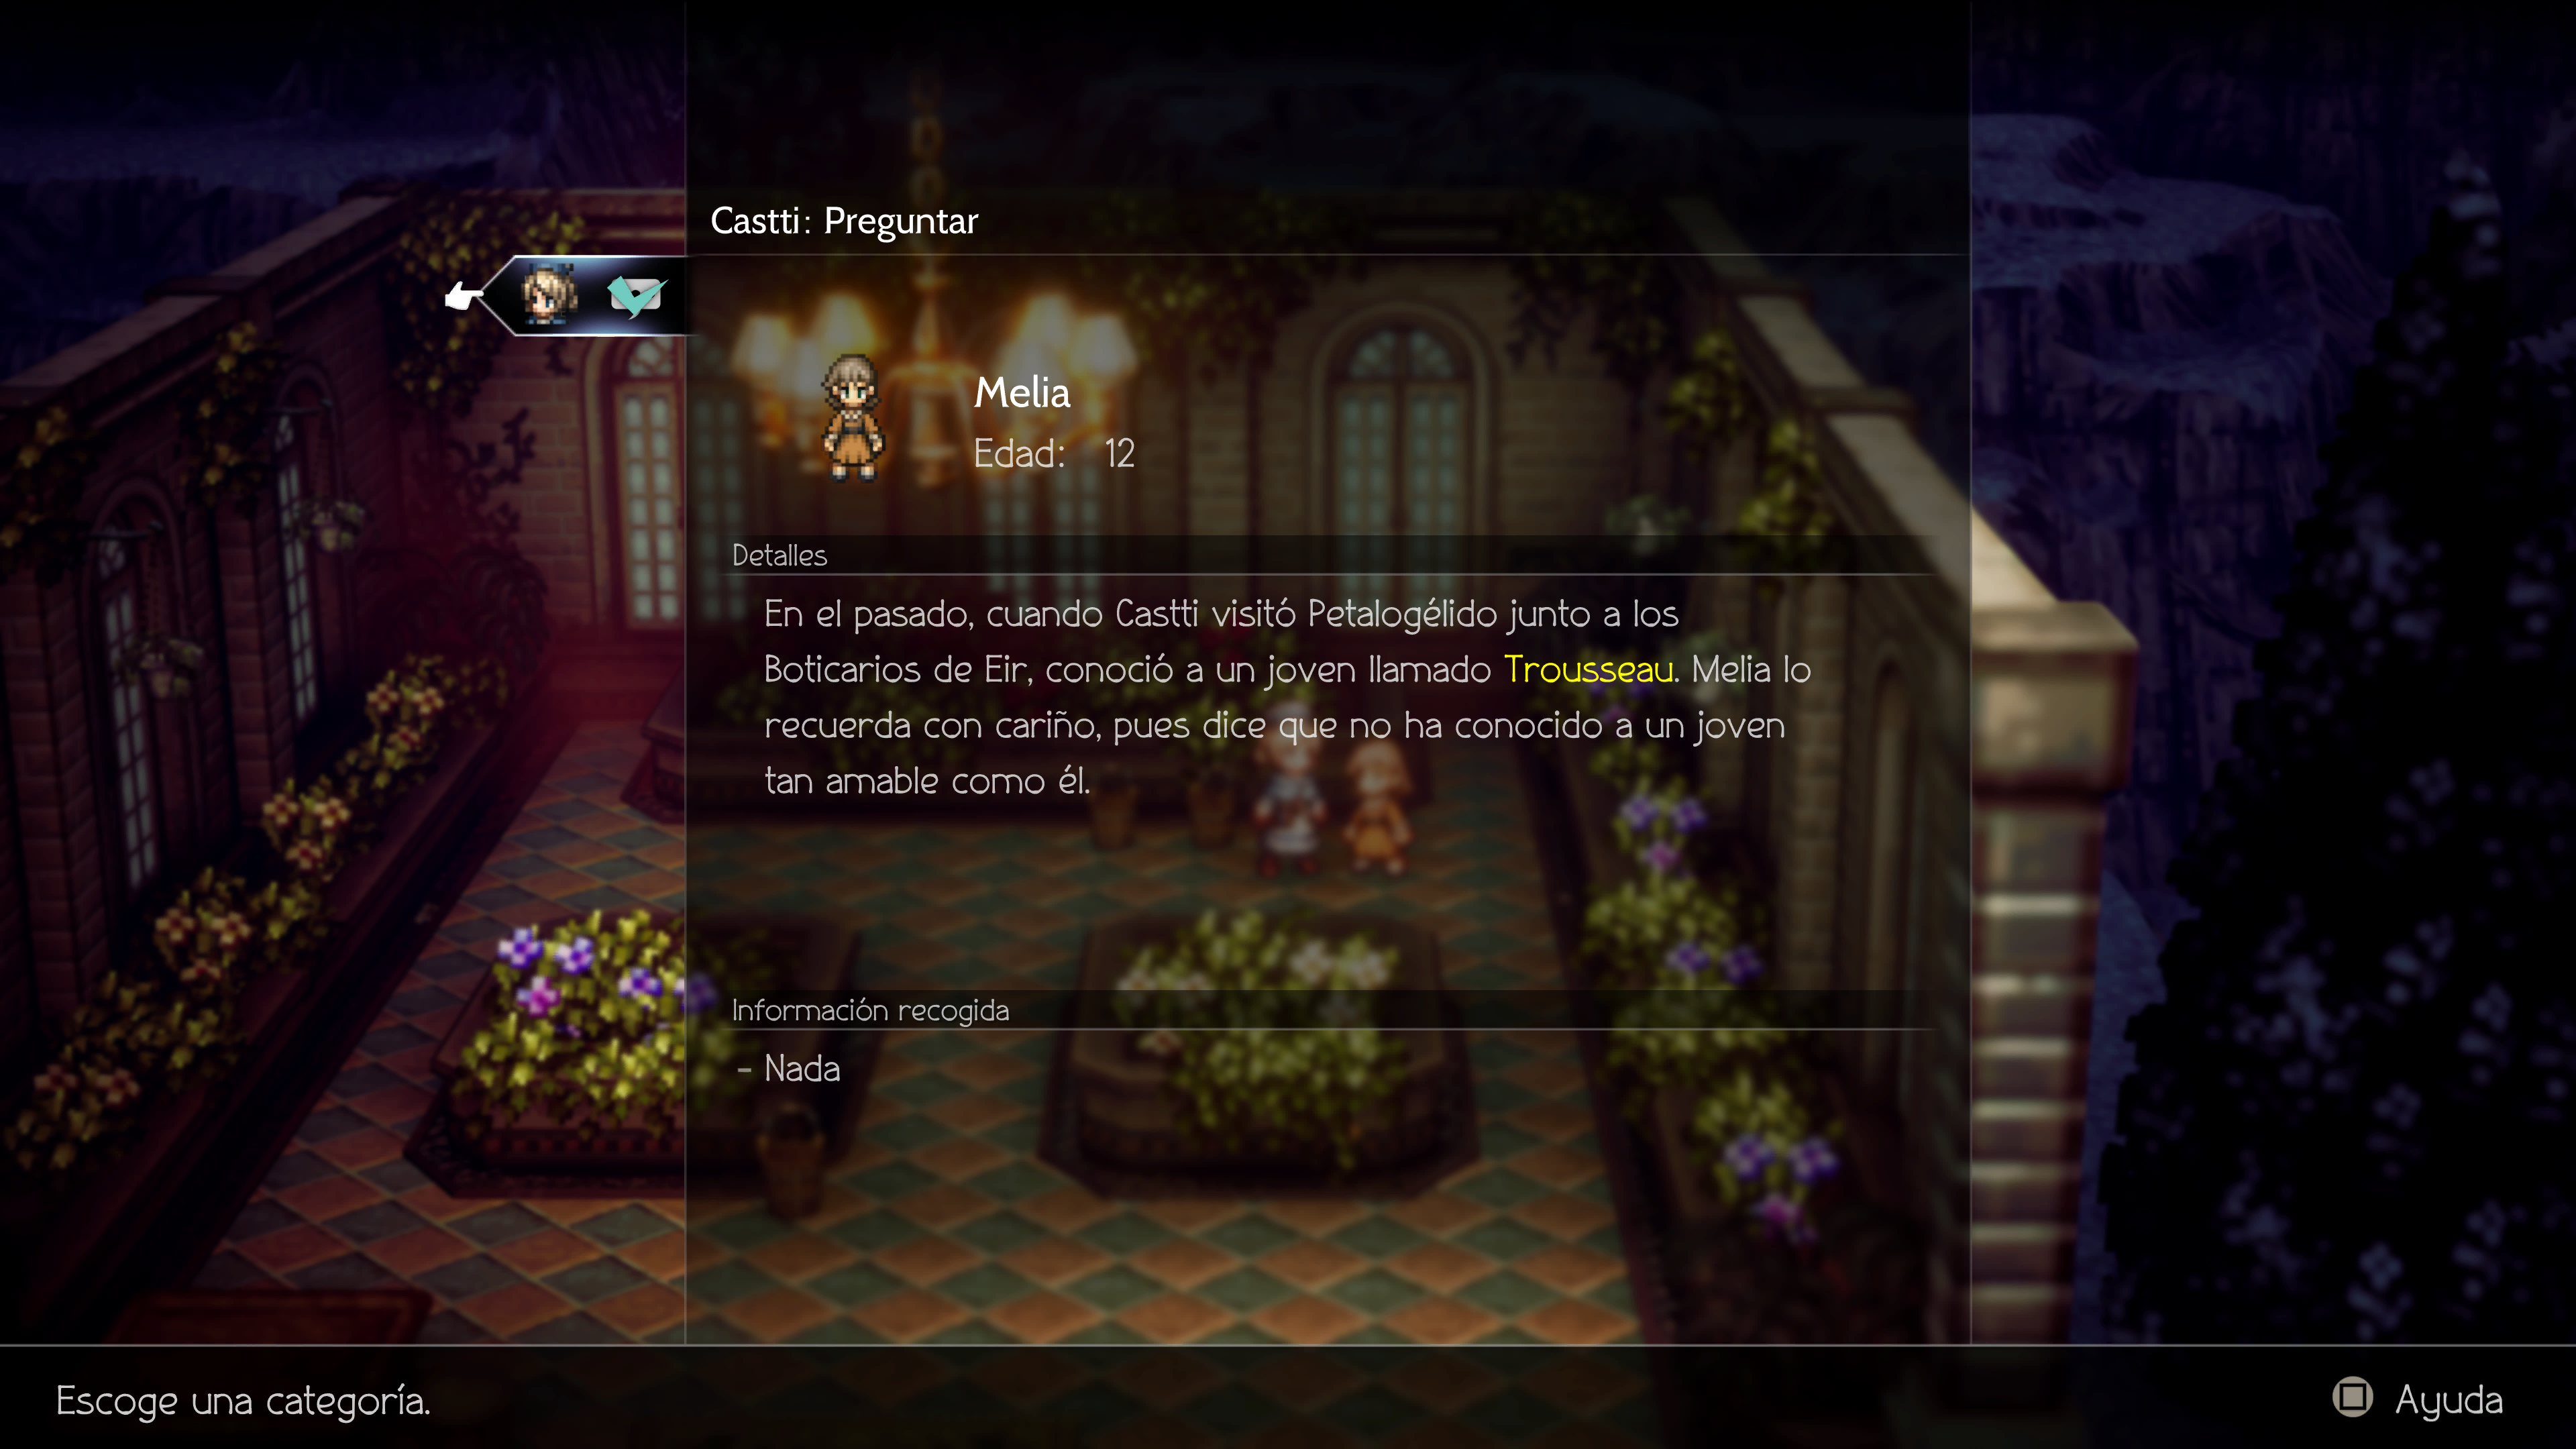 Castti: Preguntar
Melia
Edad: 12
Detalles
En el pasado, cuando Castti visitó Petalogélido junto a los
Boticarios de Eir, conoció a un joven llamado Trousseau. Melia lo
recuerda con cariño, pues dice que no ha conocido a un joven
tan amable como él.
Información recogida
- Nada
Escoge una categoría.
Ayuda